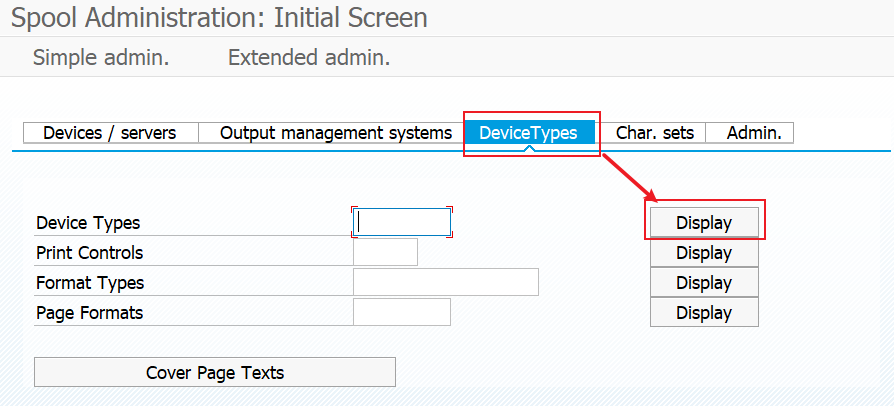 Spool Administration: Initial Screen
Simple admin. Extended admin.
Devices / servers Output management systems DeviceTypes Char. sets Admin.
Device Types Display
Print Controls Display
Format Types Display
Page Formats Display
Cover Page Texts